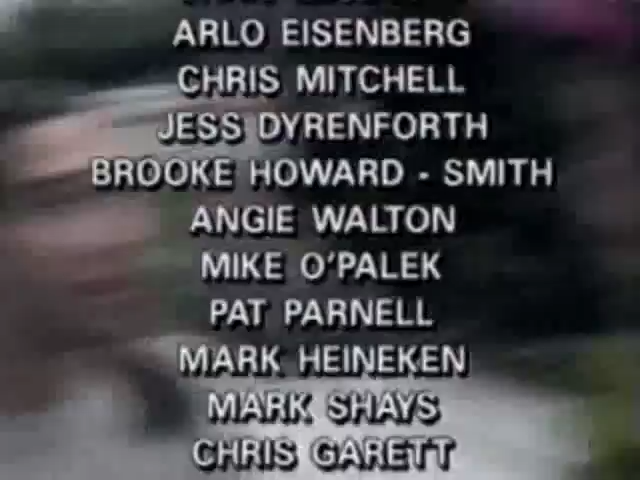 ARLO EISENBERG
CHRIS MITCHELL
JESS DYRENFORTH
BROOKE HOWARD - SMITH
ANGIE WALTON
MIKE O'PALEK
PAT PARNELL
MARK HEINEKEN
MARK SHAYS
CHRIS GARETT